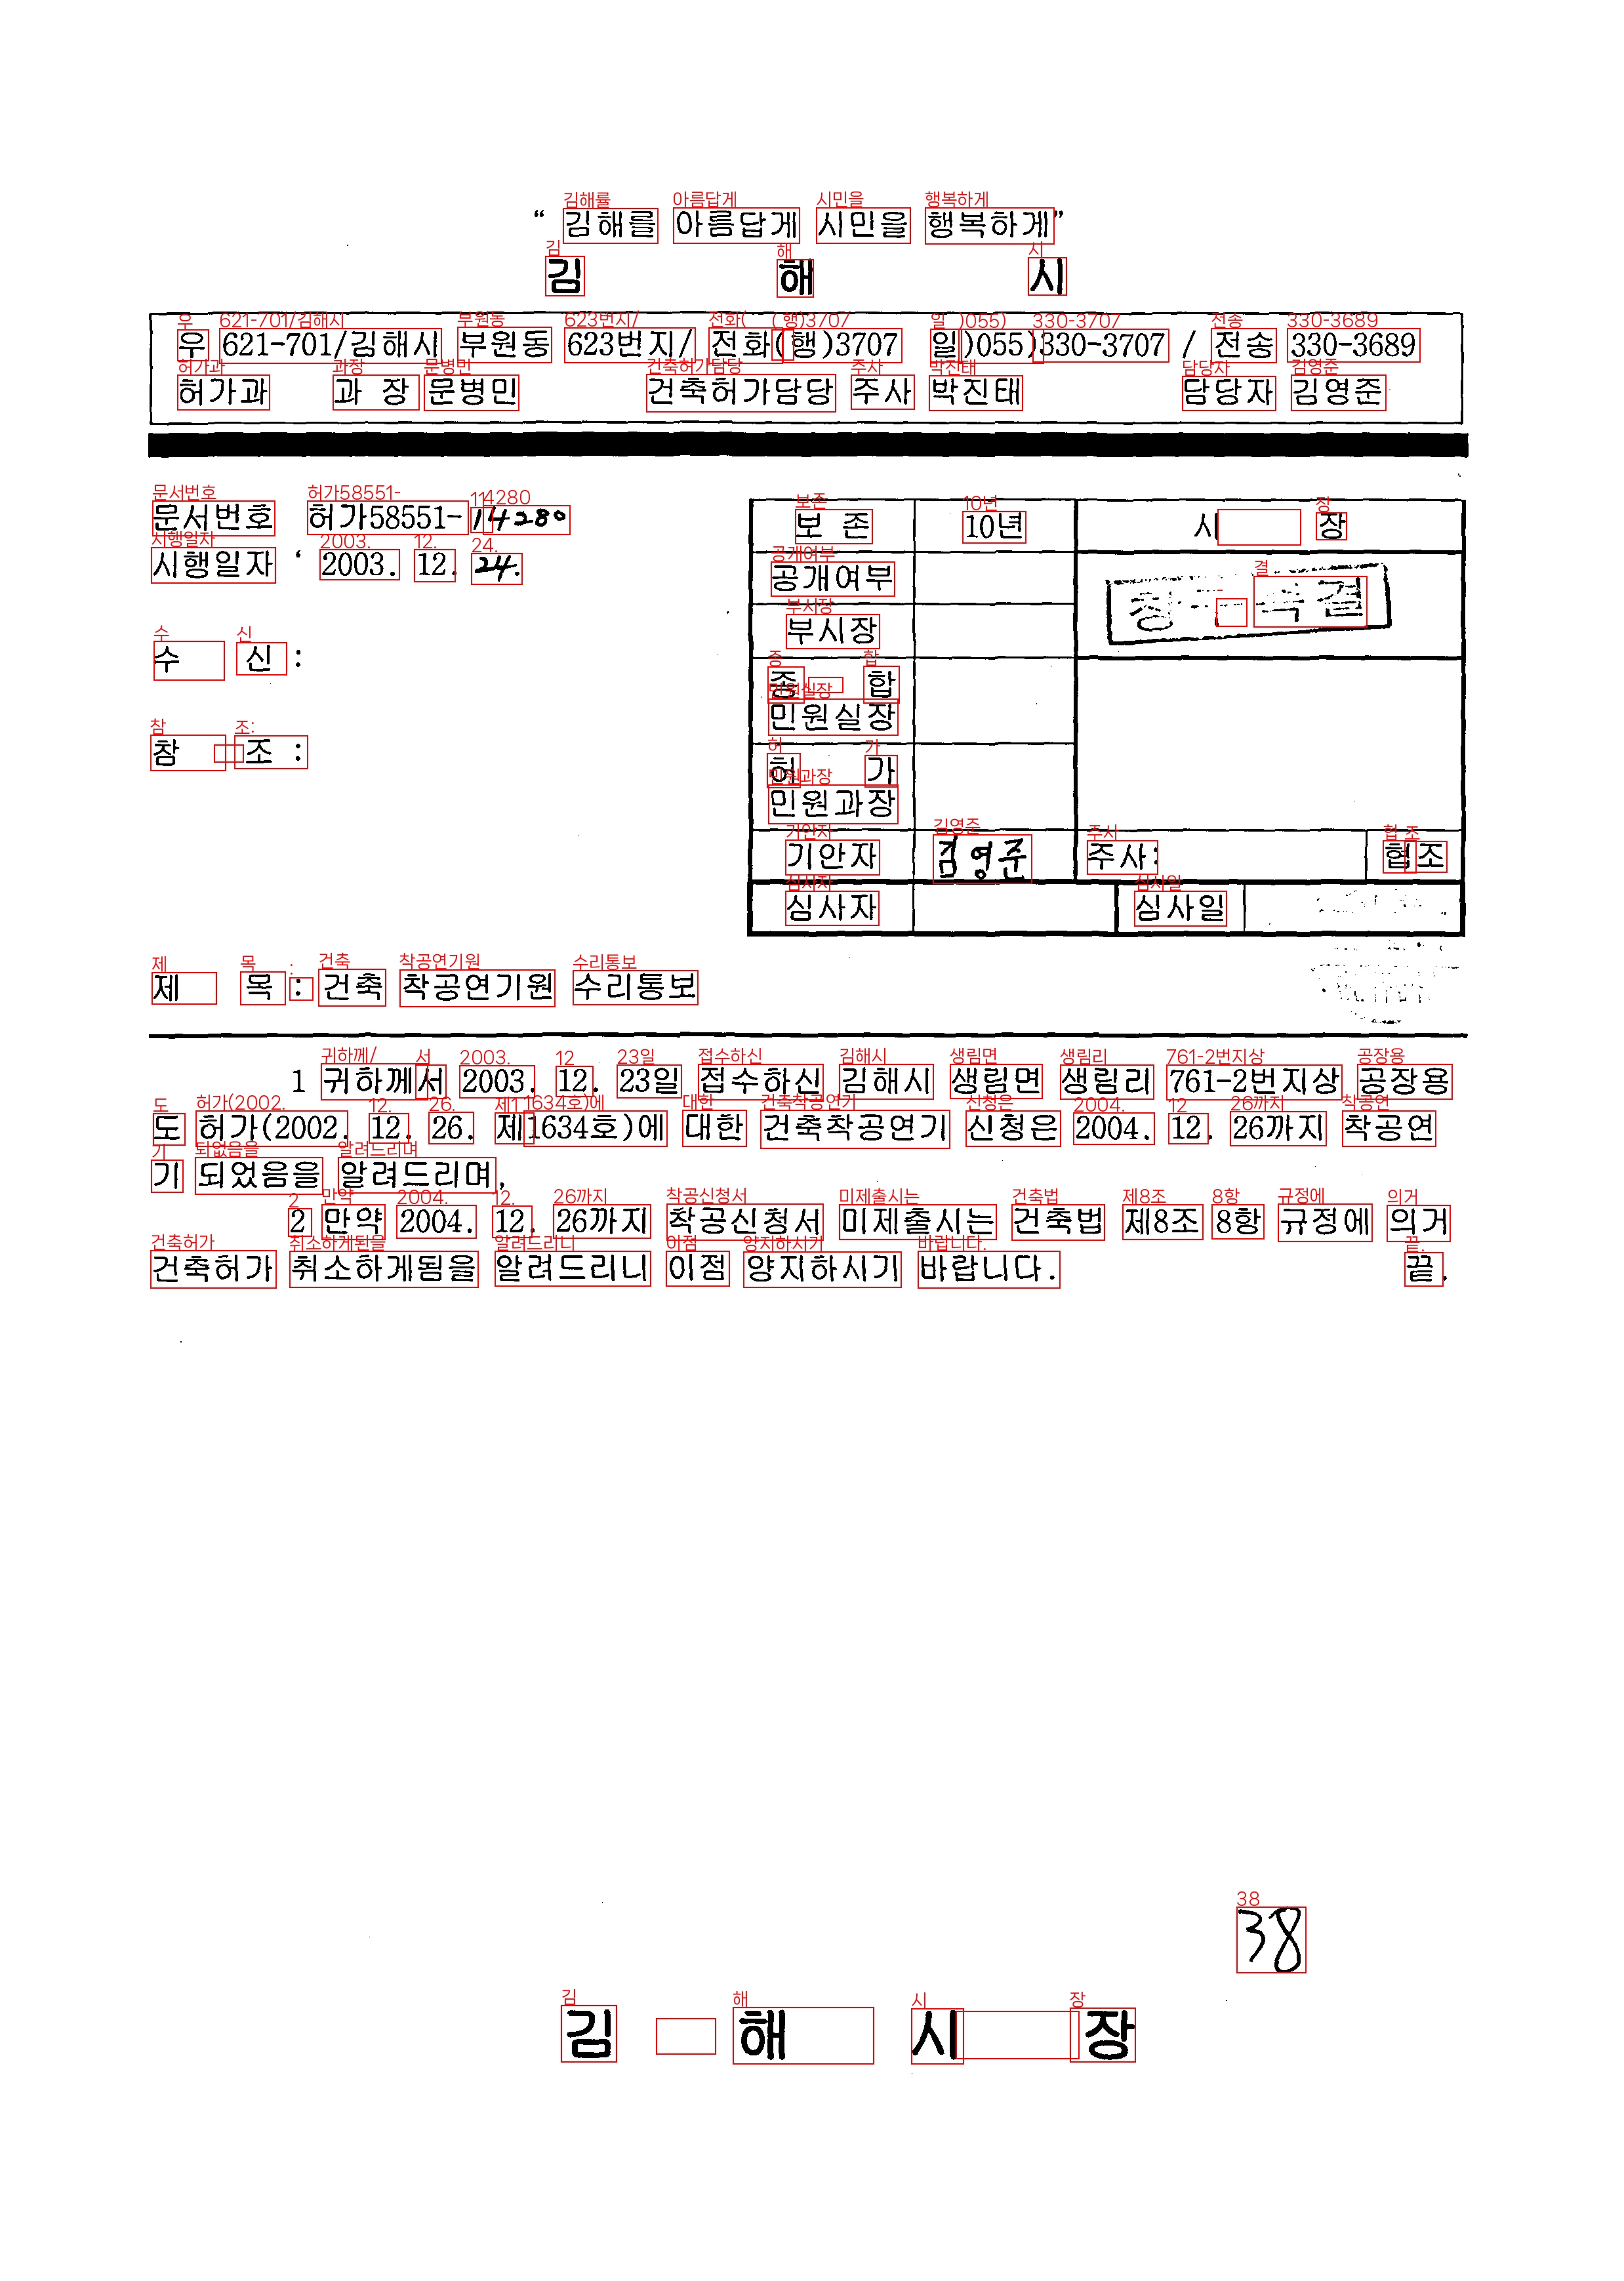 “ 김해를 아름답게 시민을 행복하게”
김 해 시
우 621-701/김해시 부원동 623번지/ 전화(행)3707 일)055)330-3707 / 전송 330-3689
허가과 과 장 문병민 건축허가담당 주사 박진태 담당자 김영준
문서번호 허가58551-14280
시행일자 ‘ 2003. 12. 24.
수 신 :
참 조 :
보 존 10년 시 장
공개여부
부시장
종 합
민원실장
허 가
민원과장
기안자 김영준 주사: 협조
심사자 심사일
제 목 : 건축 착공연기원 수리통보
1 귀하께서 2003. 12. 23일 접수하신 김해시 생림면 생림리 761-2번지상 공장용
도 허가(2002. 12. 26. 제1634호)에 대한 건축착공연기 신청은 2004. 12. 26까지 착공연
기 되었음을 알려드리며,
2 만약 2004. 12. 26까지 착공신청서 미제출시는 건축법 제8조 8항 규정에 의거
건축허가 취소하게됨을 알려드리니 이점 양지하시기 바랍니다. 끝.
38
김 해 시 장